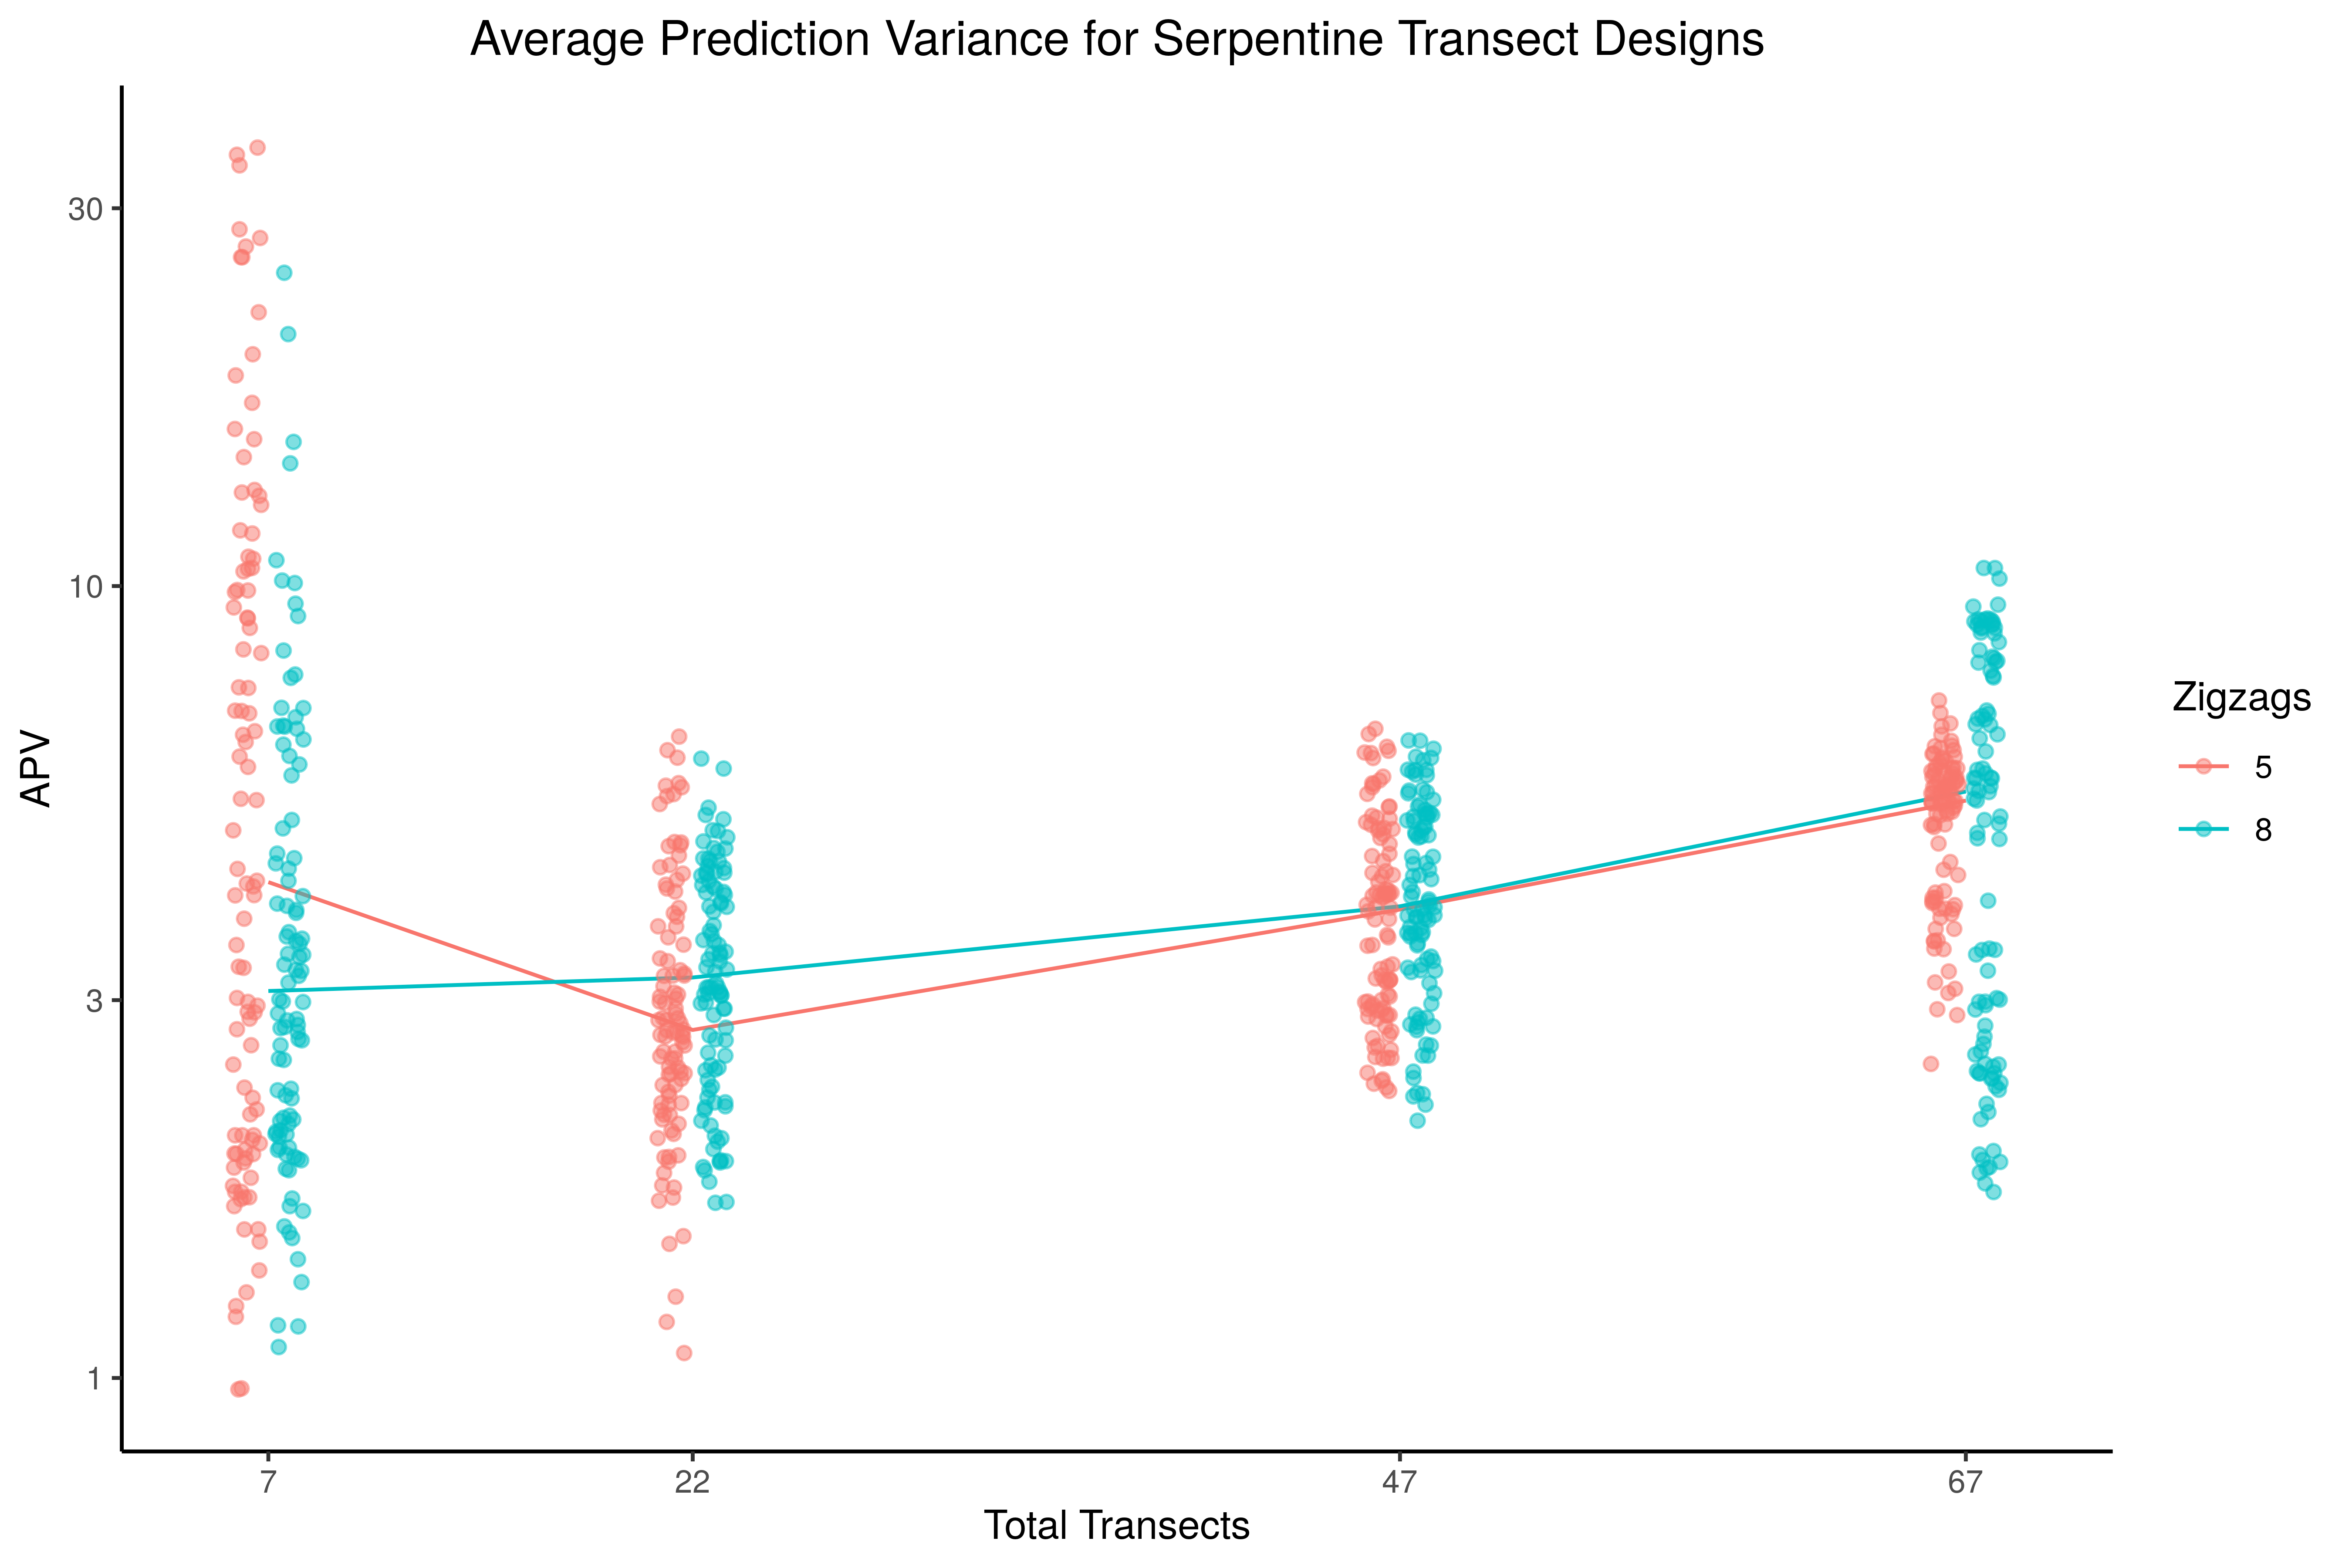 Average Prediction Variance for Serpentine Transect Designs
30
10
3
1
APV
7 22 47 67
Total Transects
Zigzags
5
8